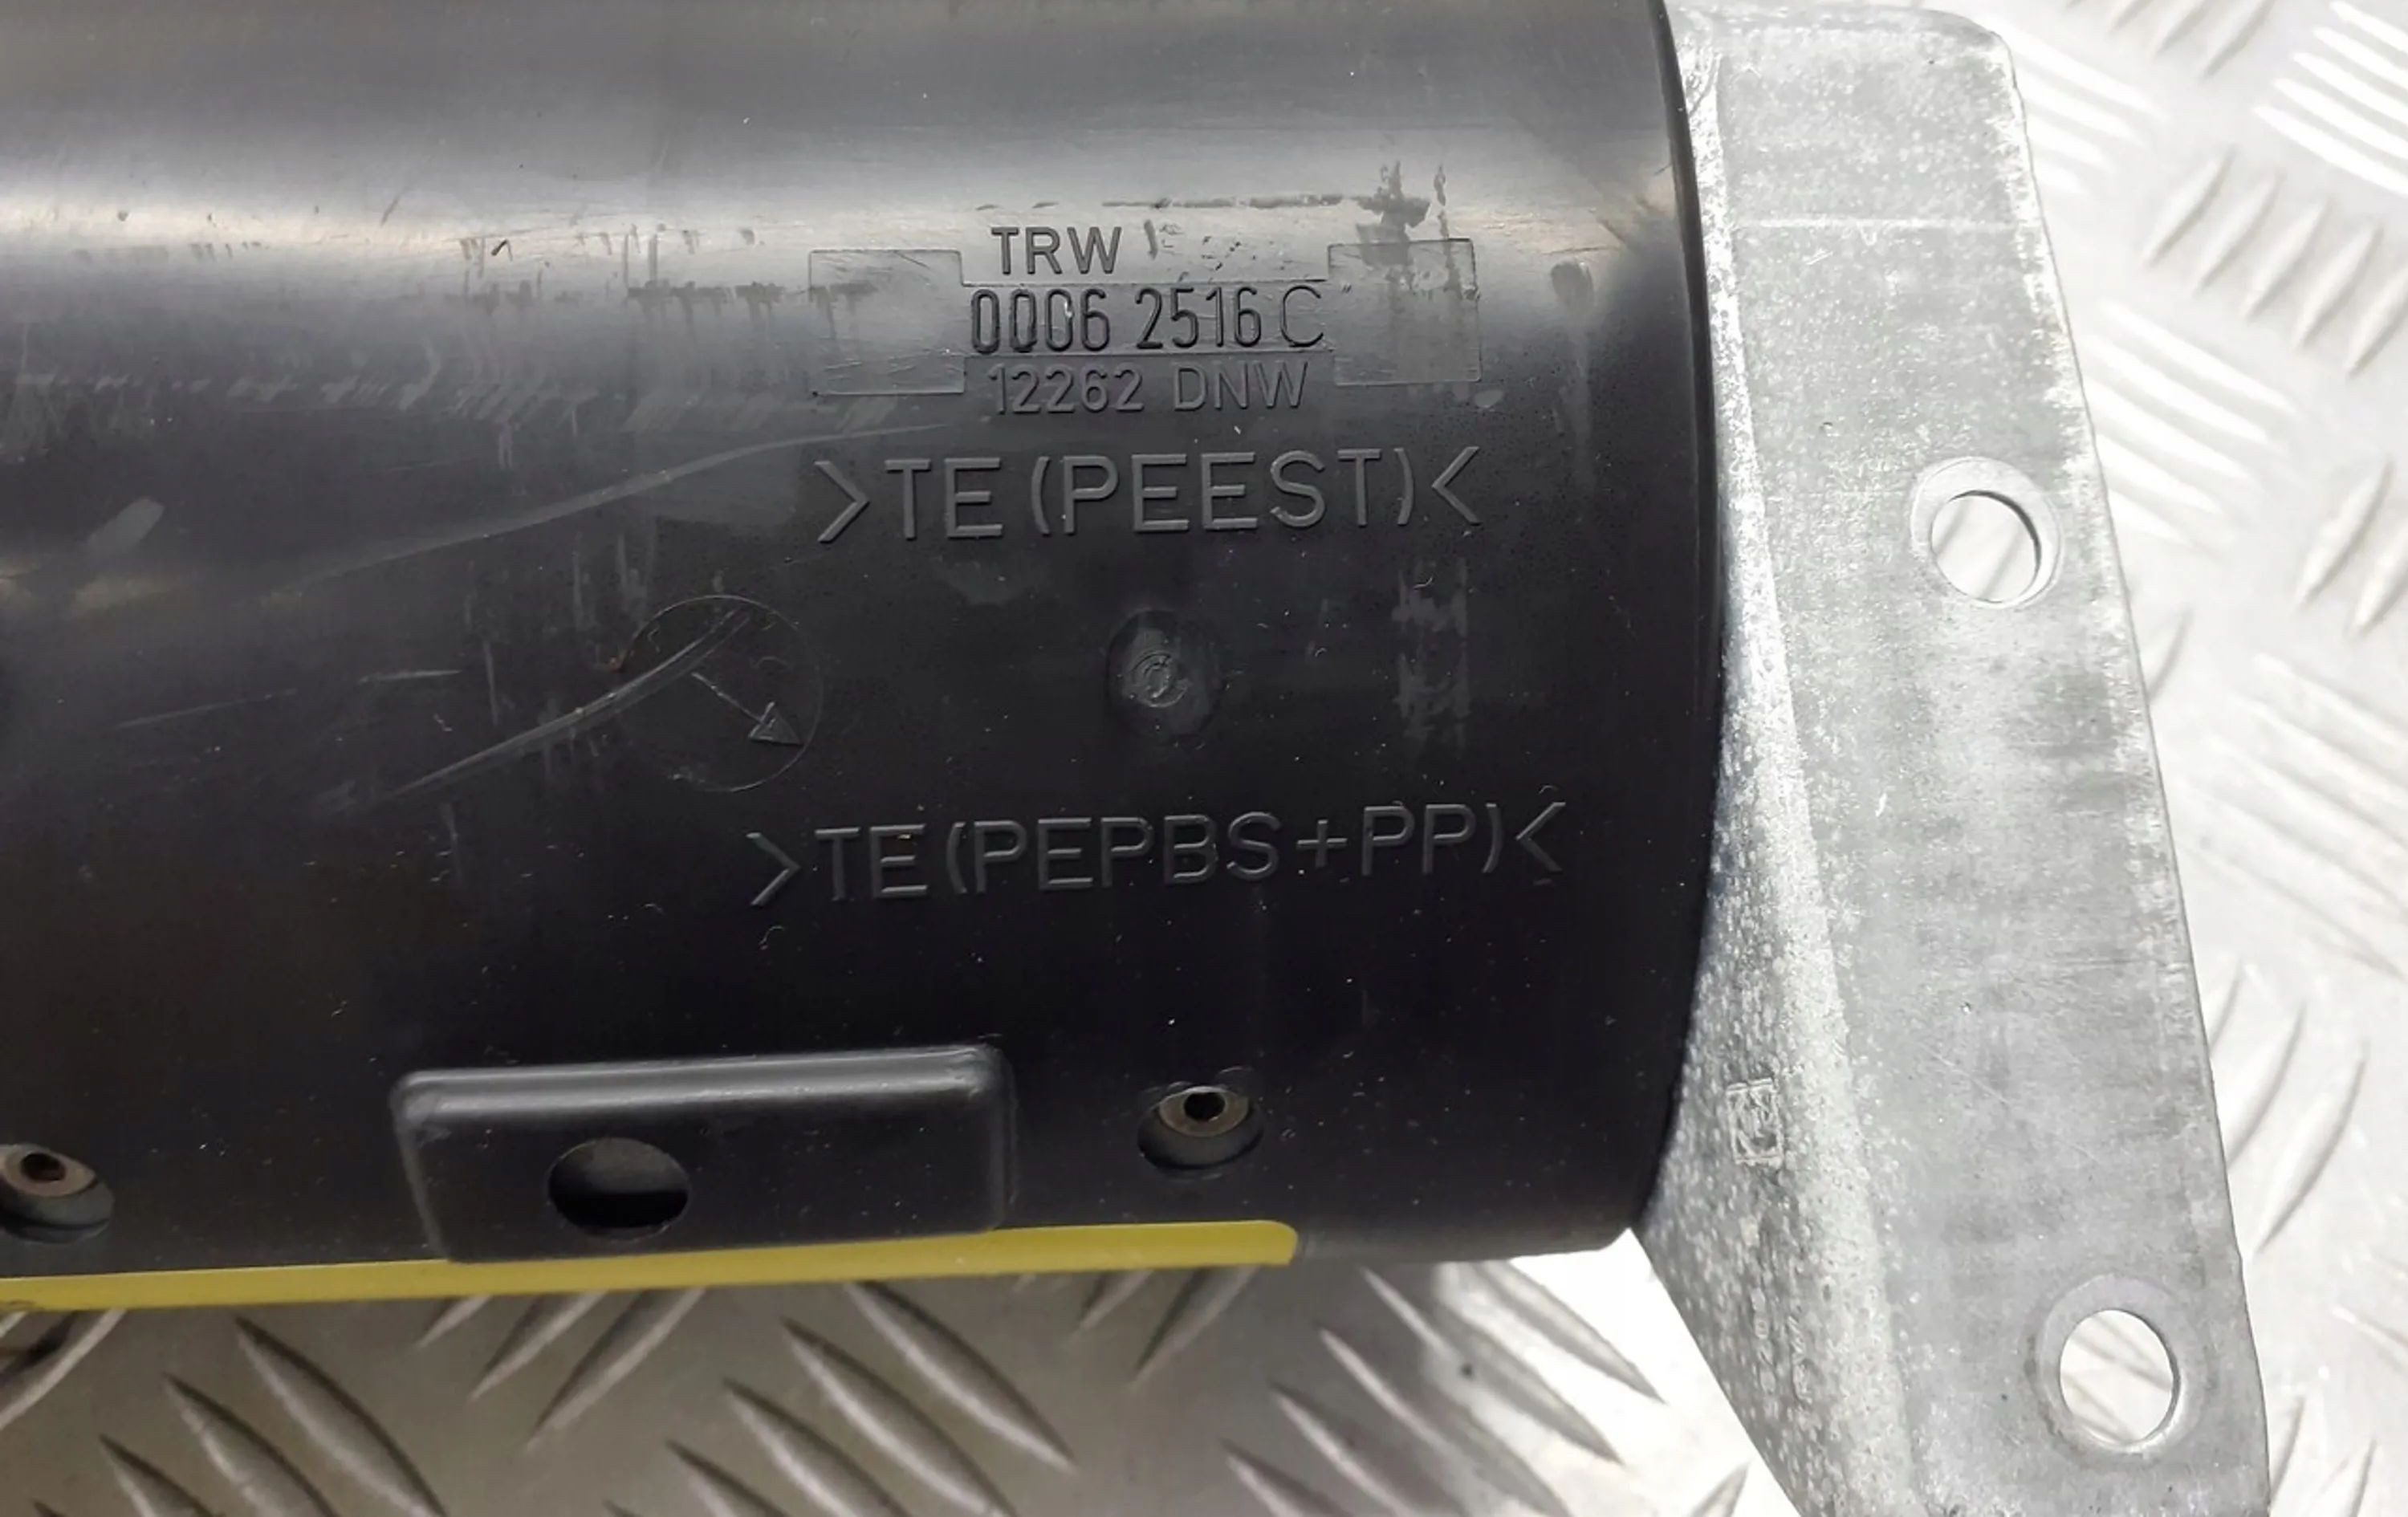 TRW
0006 2516 C
12262 DNW
>TE(PEEST)<
>TE(PEPBS+PP)<